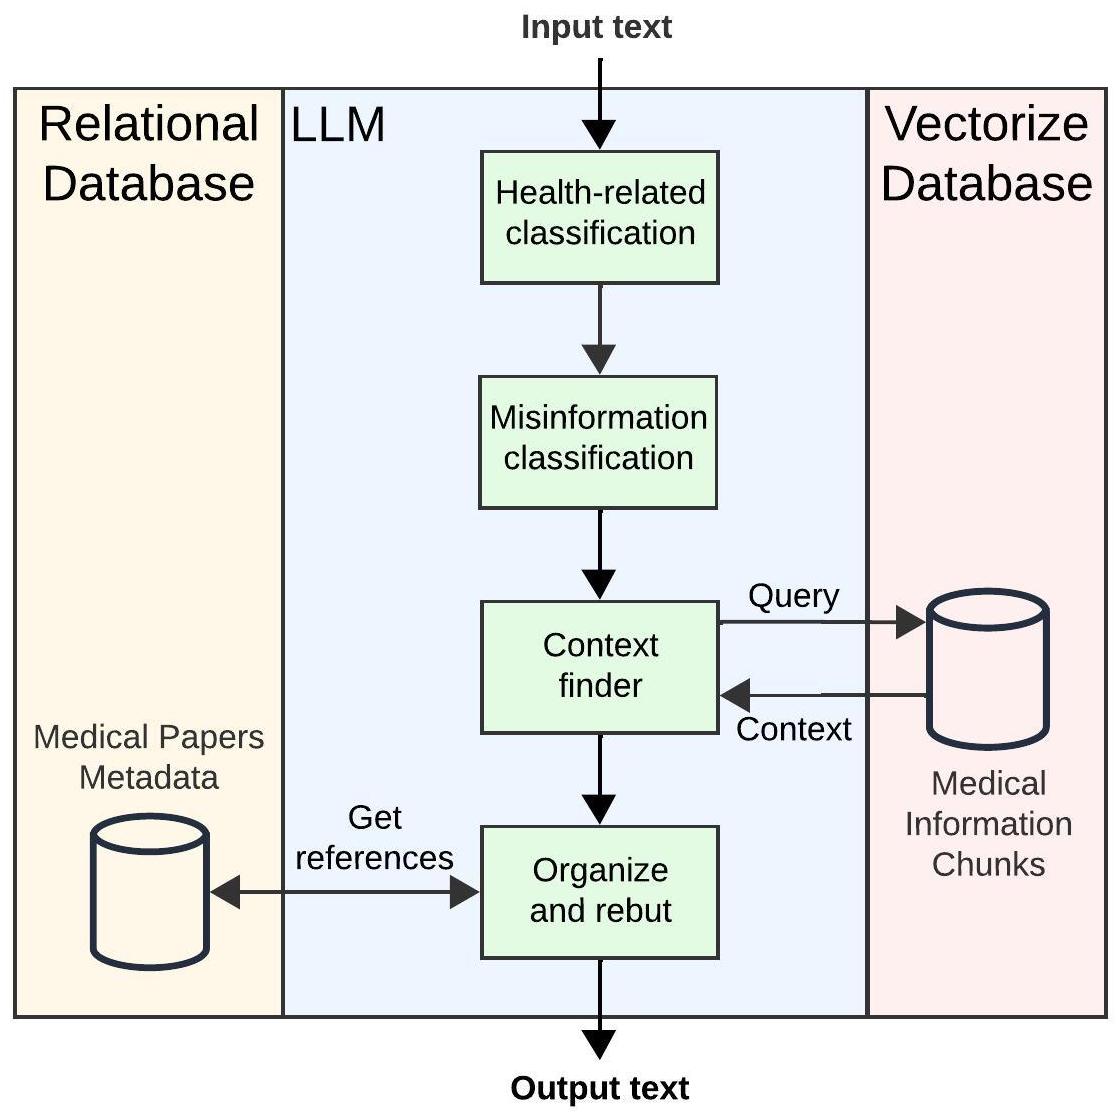 Input text
Relational
Database
LLM
Vectorize
Database
Health-related
classification
Misinformation
classification
Query
Context
finder
Context
Medical Papers
Metadata
Medical
Information
Chunks
Get
references
Organize
and rebut
Output text